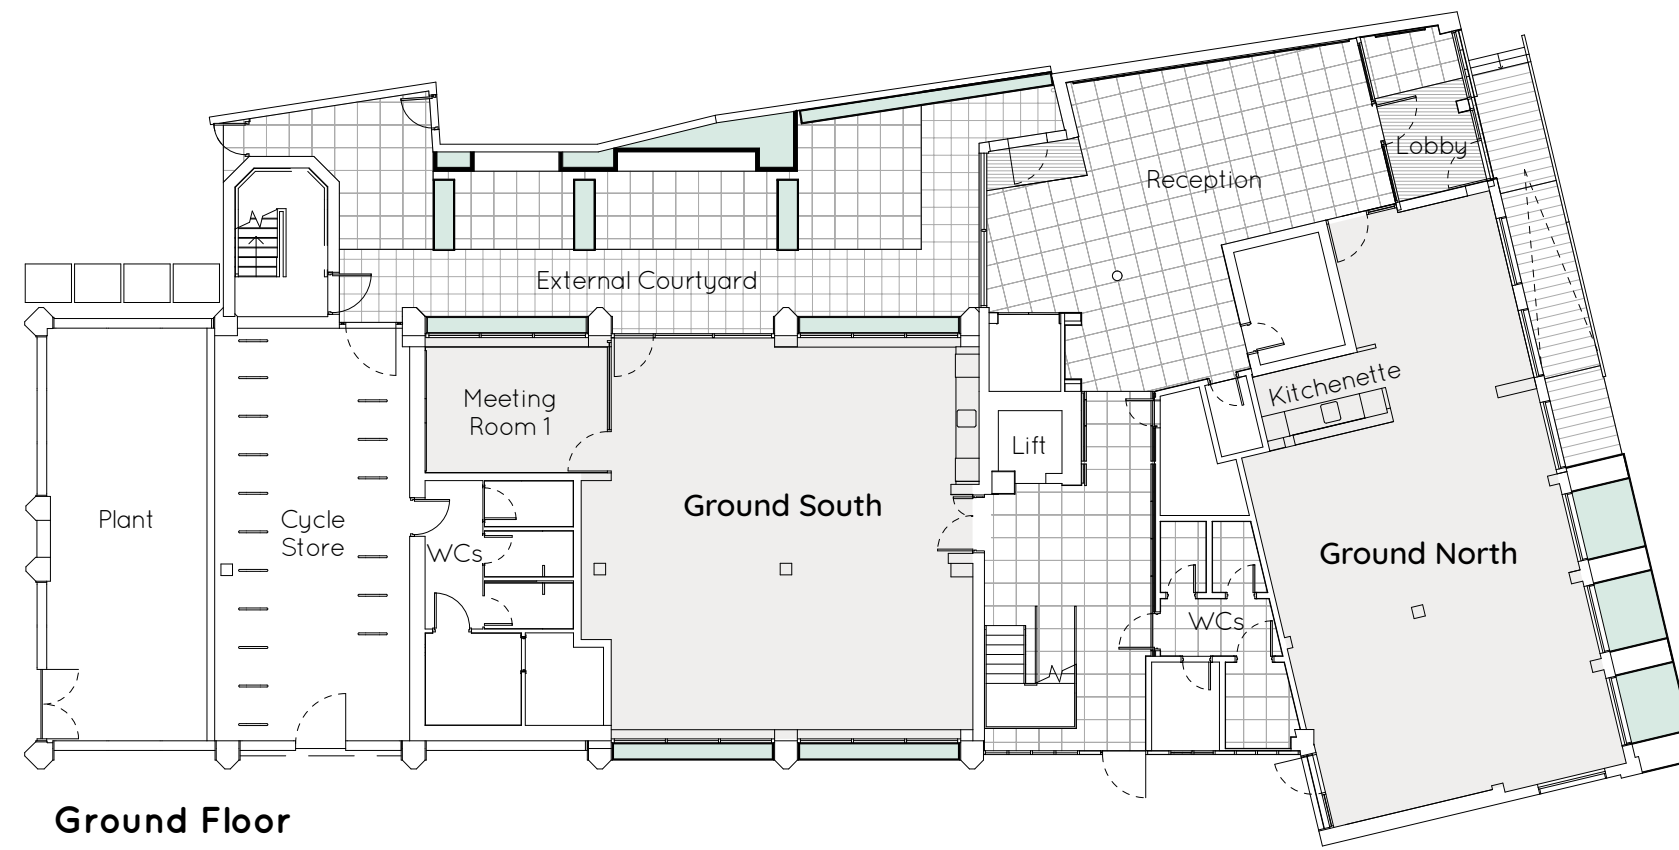 Lobby
Reception
External Courtyard
Kitchenette
Meeting
Room 1
Lift
Ground South
Plant
Cycle
Store
WCs
Ground North
WCs
Ground Floor